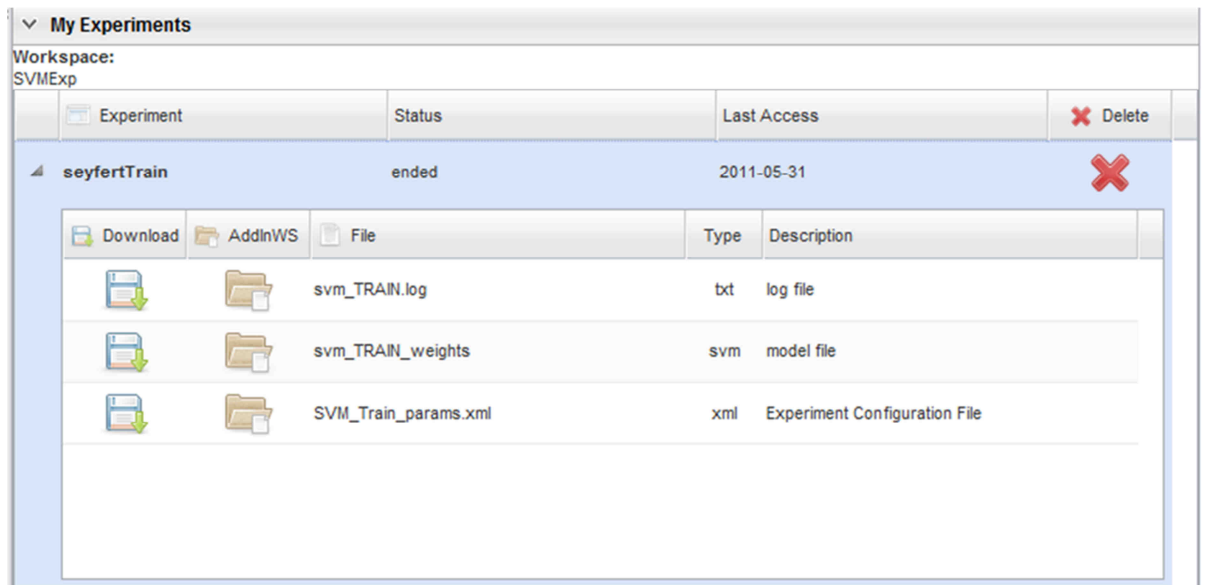 My Experiments
Workspace:
SVMExp
Experiment Status Last Access Delete
seyfertTrain ended 2011-05-31
Download AddInWS File Type Description
svm_TRAIN.log txt log file
svm_TRAIN_weights svm model file
SVM_Train_params.xml xml Experiment Configuration File